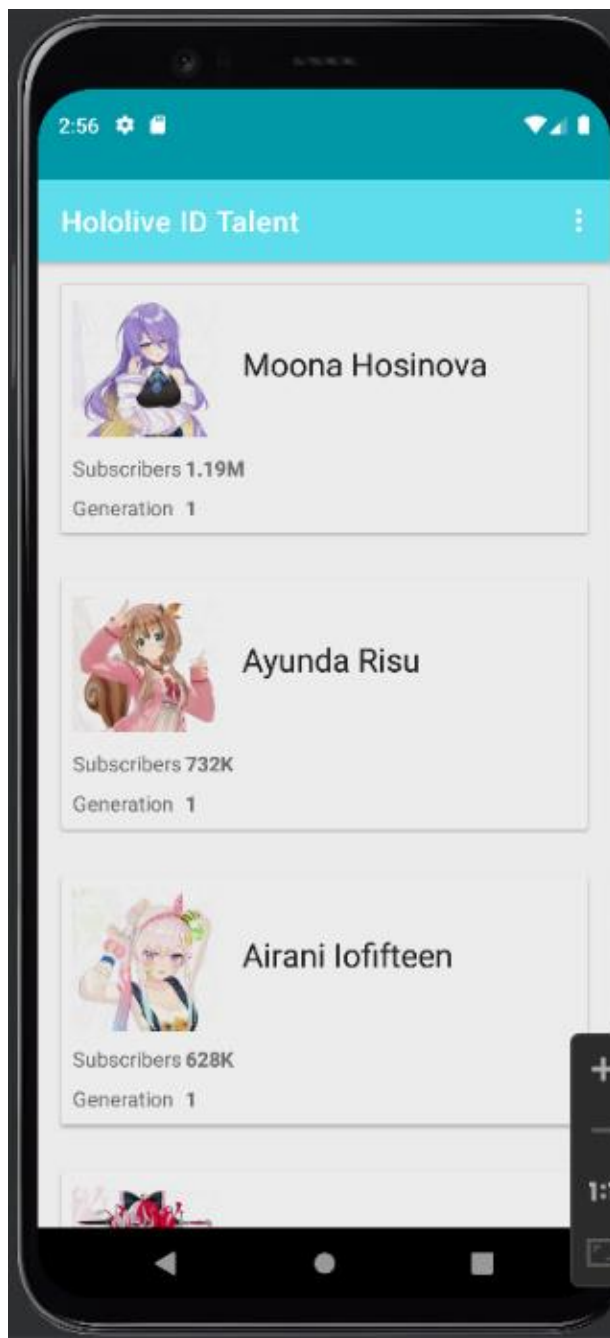 2:56
Hololive ID Talent
Moona Hosinova
Subscribers 1.19M
Generation 1
Ayunda Risu
Subscribers 732K
Generation 1
Airani Iofifteen
Subscribers 628K
Generation 1